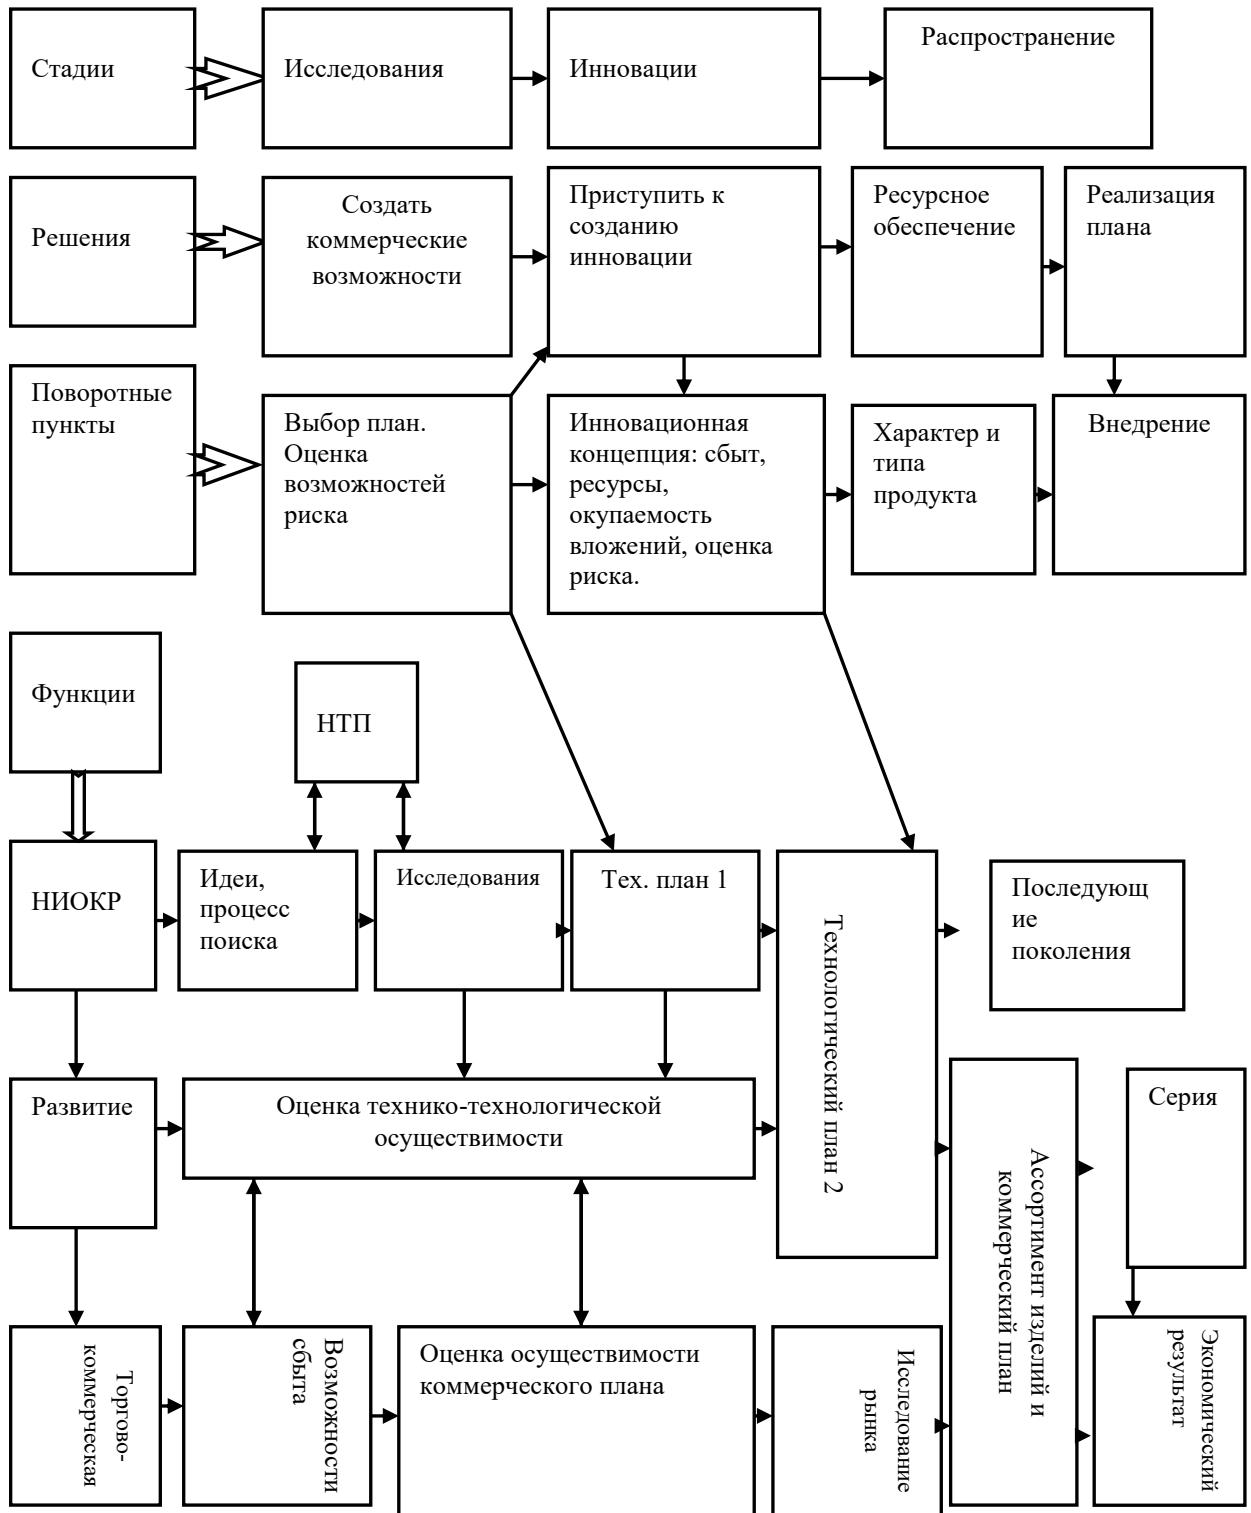 Стадии
Исследования
Инновации
Распространение
Решения
Создать
коммерческие
возможности
Приступить к
созданию
инновации
Ресурсное
обеспечение
Реализация
плана
Поворотные
пункты
Выбор план.
Оценка
возможностей
риска
Инновационная
концепция: сбыт,
ресурсы,
окупаемость
вложений, оценка
риска.
Характер и
типа
продукта
Внедрение
Функции
НТП
НИОКР
Идеи,
процесс
поиска
Исследования
Тех. план 1
Технологический план 2
Последующ
ие
поколения
Развитие
Оценка технико-технологической
осуществимости
Ассортимент изделий и
коммерческий план
Серия
Торгово-
коммерческая
Возможности
сбыта
Оценка осуществимости
коммерческого плана
Исследование
рынка
Экономический
результат